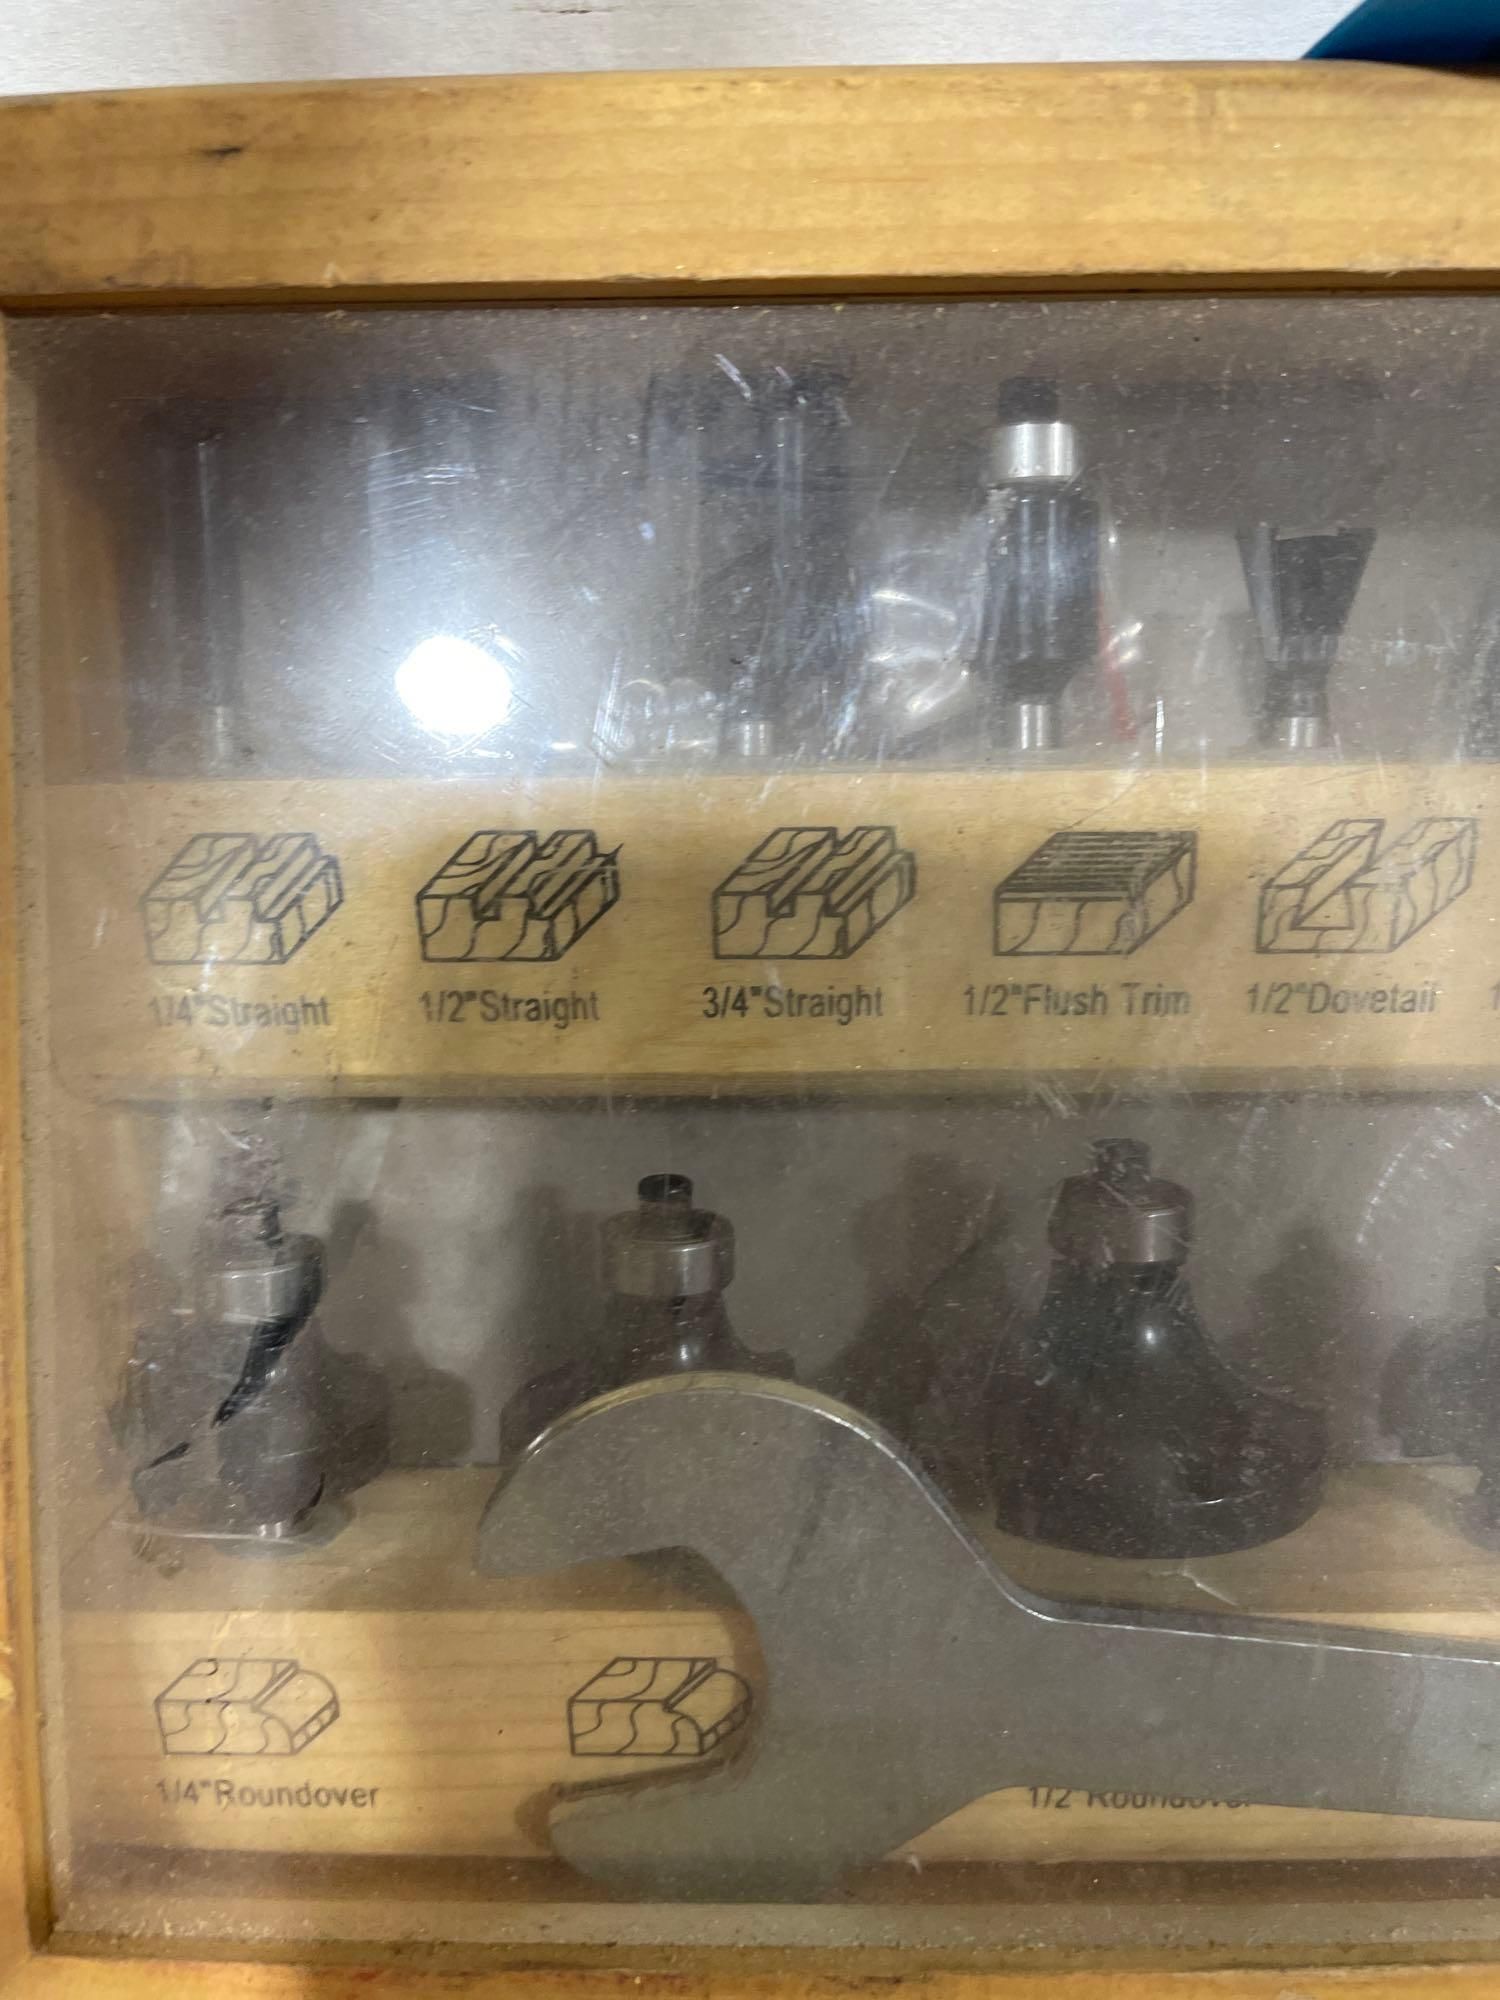 1/4"Straight
1/2"Straight
3/4"Straight
1/2"Flush Trim
1/2"Dovetail
1/4"Roundover
1/2"Roundover